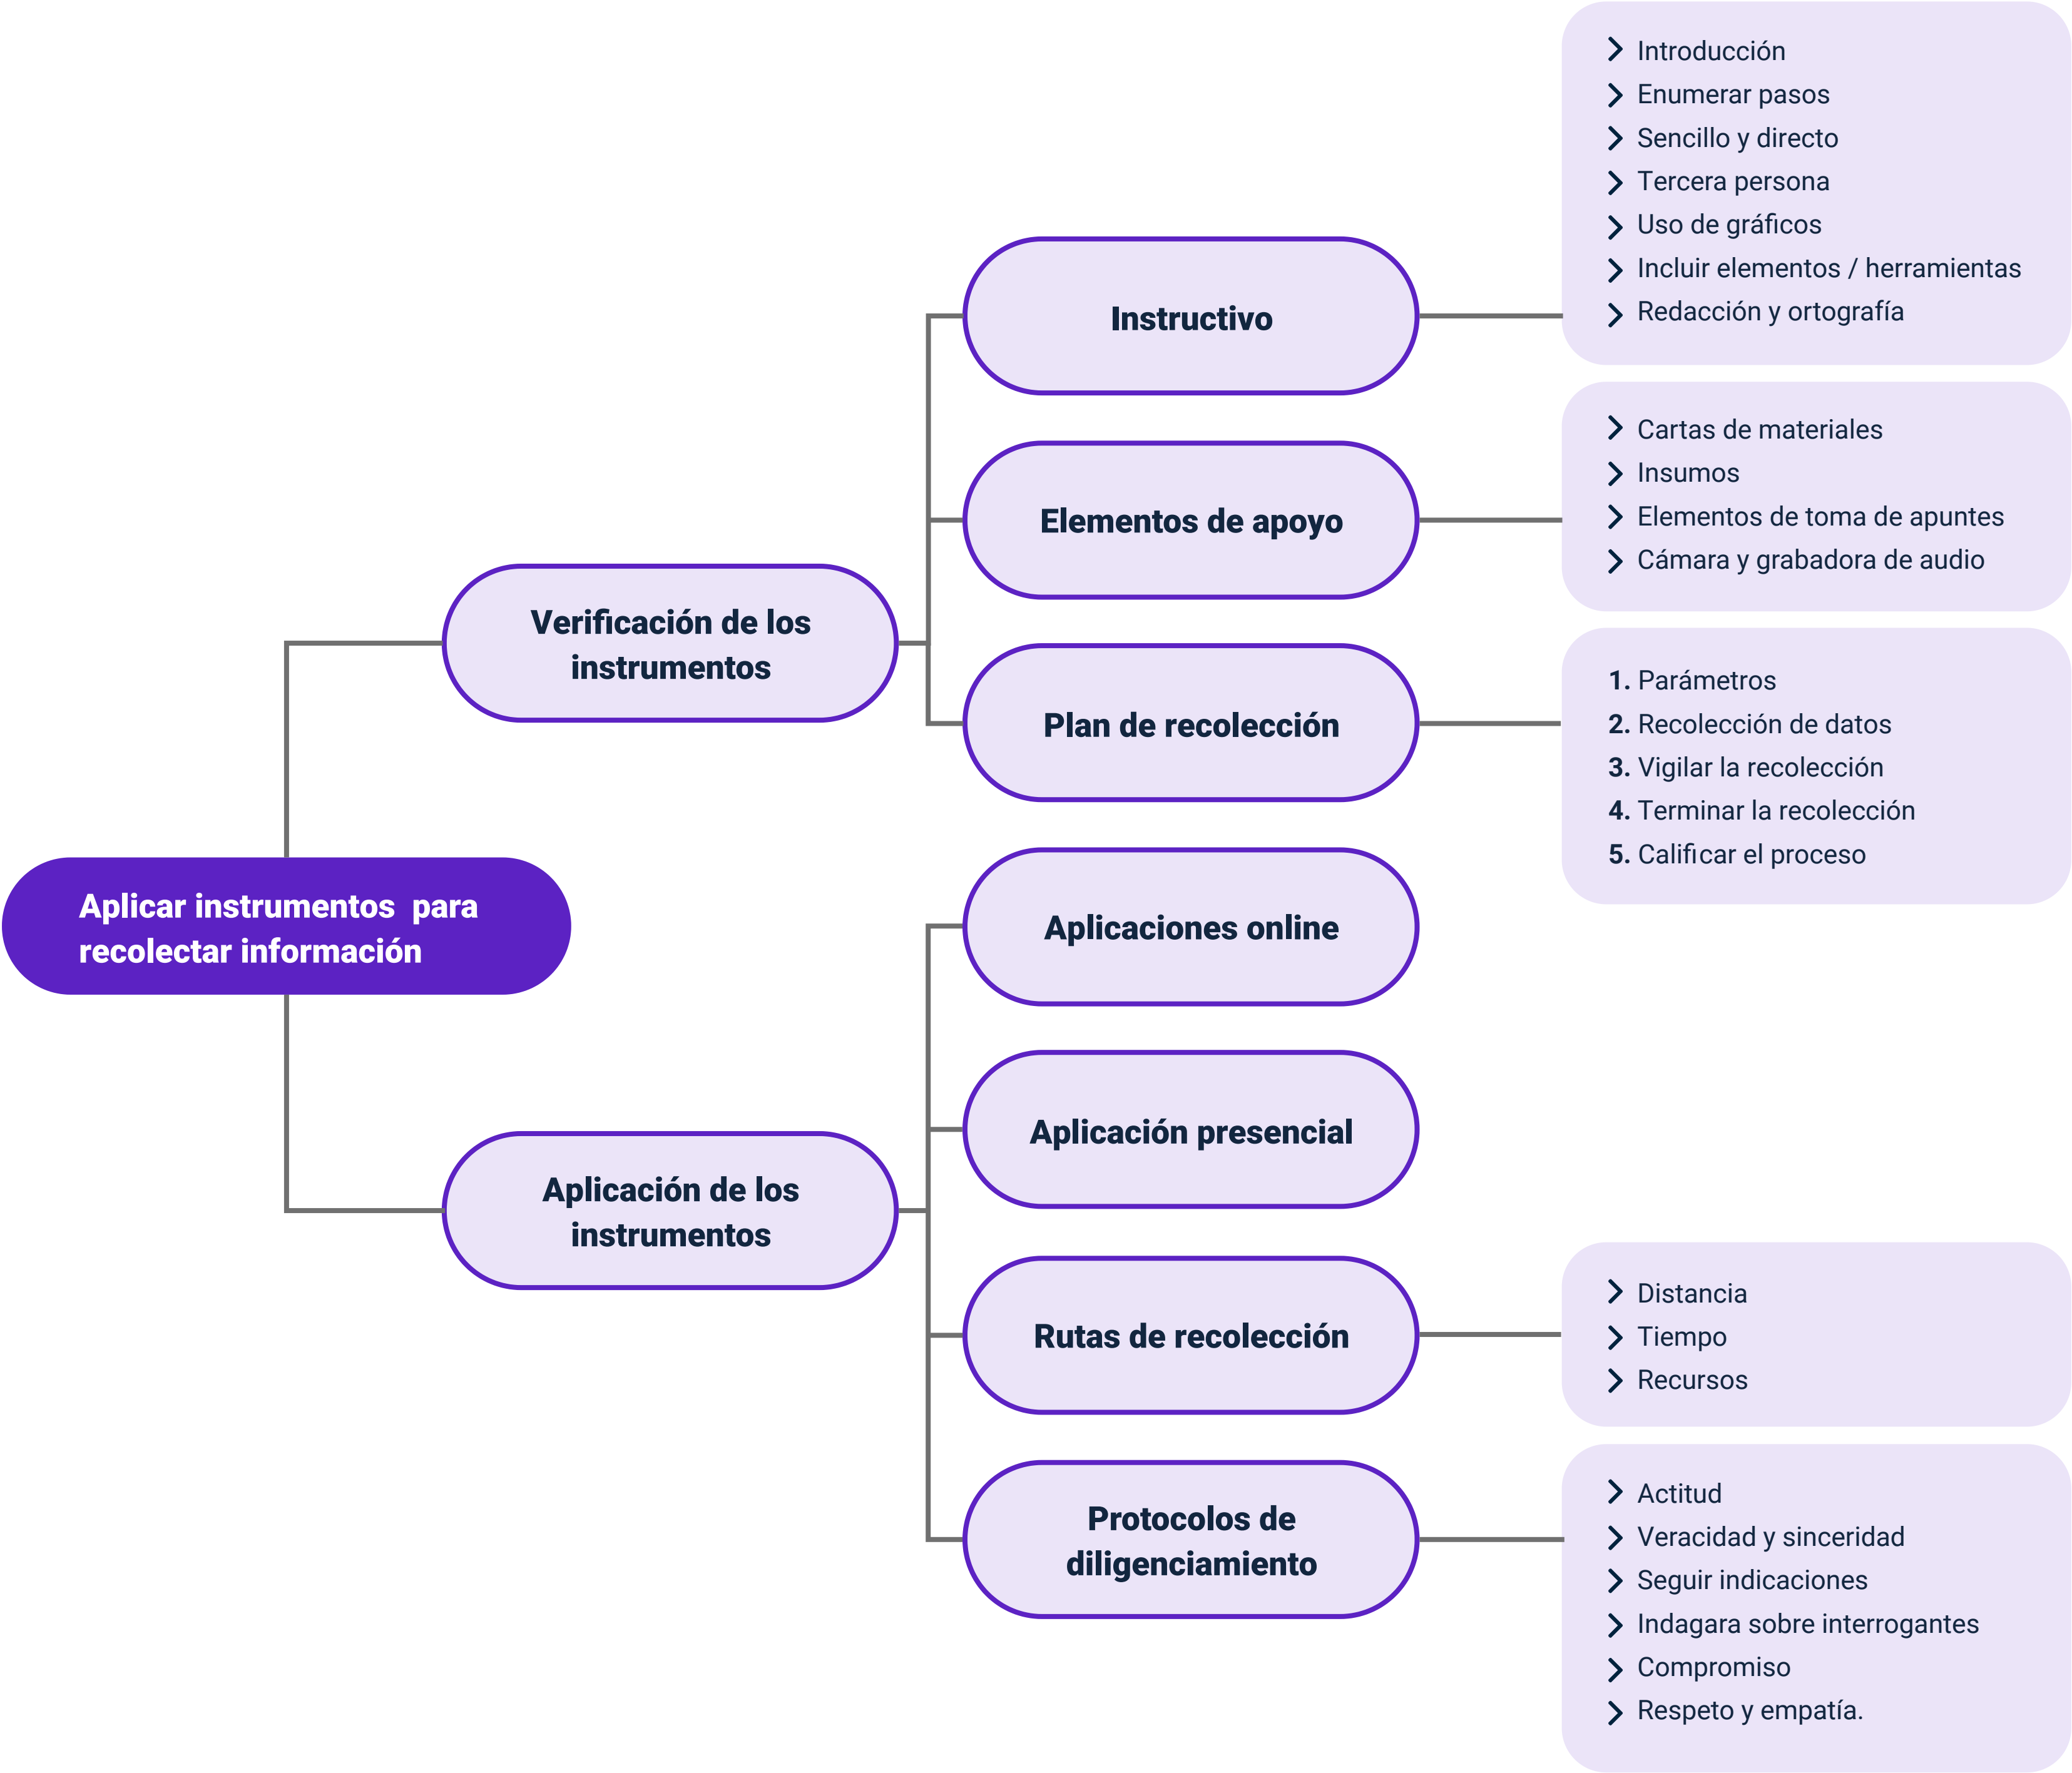 Aplicar instrumentos  para
recolectar información
Verificación de los
instrumentos
Instructivo
Introducción
Enumerar pasos
Sencillo y directo
Tercera persona
Uso de gráficos
Incluir elementos / herramientas
Redacción y ortografía
Elementos de apoyo
Cartas de materiales
Insumos
Elementos de toma de apuntes
Cámara y grabadora de audio
Plan de recolección
1. Parámetros
2. Recolección de datos
3. Vigilar la recolección
4. Terminar la recolección
5. Calificar el proceso
Aplicación de los
instrumentos
Aplicaciones online
Aplicación presencial
Rutas de recolección
Distancia
Tiempo
Recursos
Protocolos de
diligenciamiento
Actitud
Veracidad y sinceridad
Seguir indicaciones
Indagara sobre interrogantes
Compromiso
Respeto y empatía.